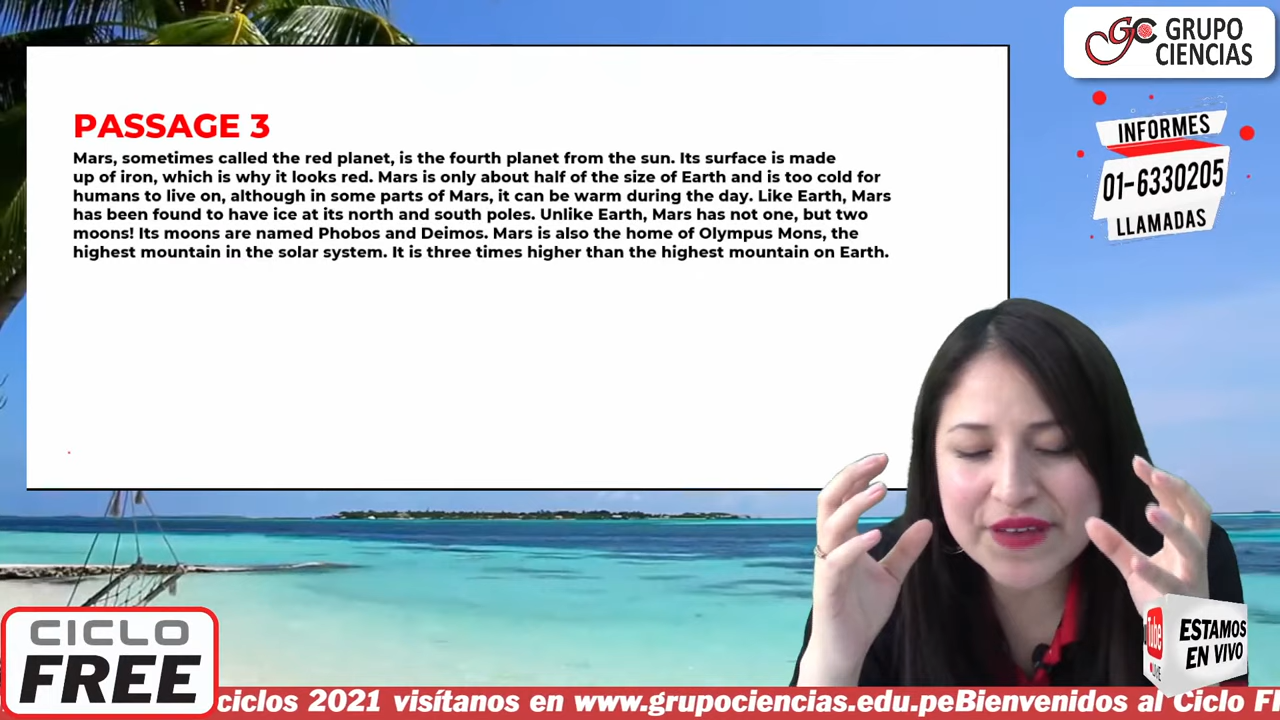 GRUPO
CIENCIAS
INFORMES
01-6330205
LLAMADAS
PASSAGE 3
Mars, sometimes called the red planet, is the fourth planet from the sun. Its surface is made
up of iron, which is why it looks red. Mars is only about half of the size of Earth and is too cold for
humans to live on, although in some parts of Mars, it can be warm during the day. Like Earth, Mars
has been found to have ice at its north and south poles. Unlike Earth, Mars has not one, but two
moons! Its moons are named Phobos and Deimos. Mars is also the home of Olympus Mons, the
highest mountain in the solar system. It is three times higher than the highest mountain on Earth.
Tube
LIVE
ESTAMOS
EN VIVO
CICLO
FREE
ciclos 2021 visítanos en www.grupociencias.edu.peBienvenidos al Ciclo